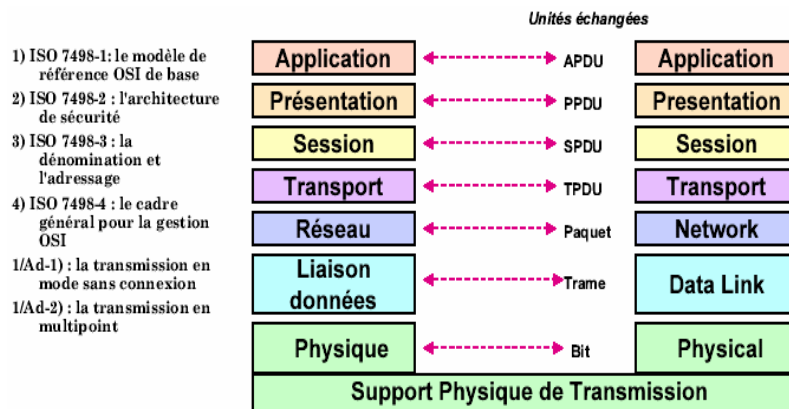 Unités échangées
1) ISO 7498-1: le modèle de
référence OSI de base
2) ISO 7498-2 : l'architecture
de sécurité
3) ISO 7498-3 : la
dénomination et
l'adressage
4) ISO 7498-4 : le cadre
général pour la gestion
OSI
1/Ad-1) : la transmission en
mode sans connexion
1/Ad-2) : la transmission en
multipoint
Application APDU Application
Présentation PPDU Presentation
Session SPDU Session
Transport TPDU Transport
Réseau Paquet Network
Liaison
données Trame Data Link
Physique Bit Physical
Support Physique de Transmission